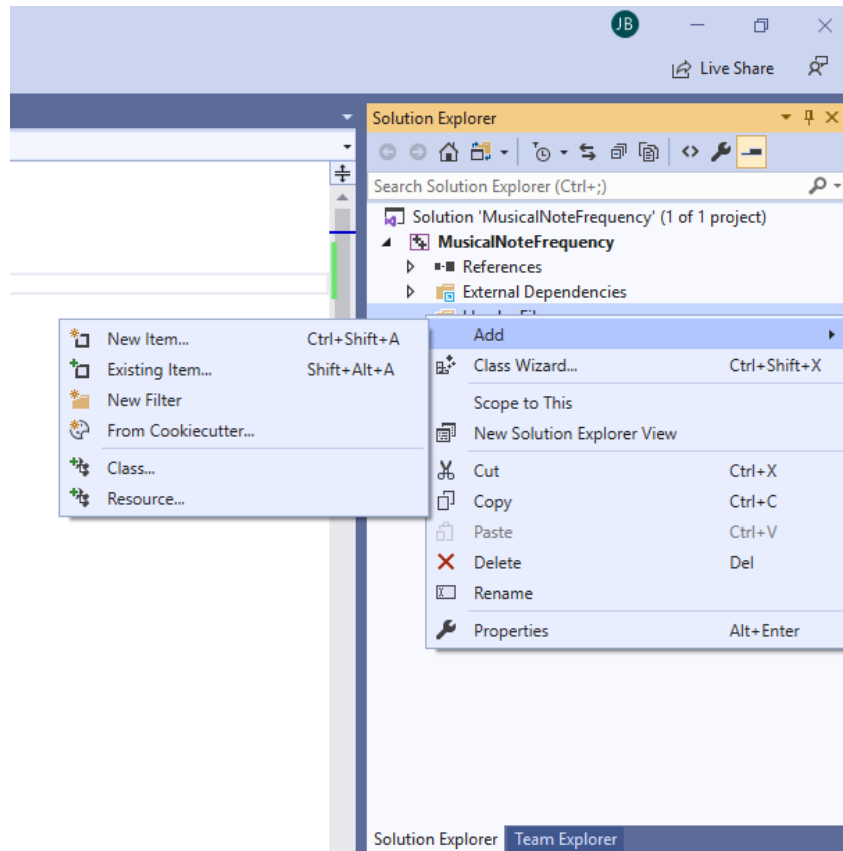 JB
Live Share
Solution Explorer
Search Solution Explorer (Ctrl+;)
Solution 'MusicalNoteFrequency' (1 of 1 project)
MusicalNoteFrequency
References
External Dependencies
New Item... Ctrl+Shift+A
Existing Item... Shift+Alt+A
New Filter
From Cookiecutter...
Class...
Resource...
Add
Class Wizard... Ctrl+Shift+X
Scope to This
New Solution Explorer View
Cut Ctrl+X
Copy Ctrl+C
Paste Ctrl+V
Delete Del
Rename
Properties Alt+Enter
Solution Explorer Team Explorer